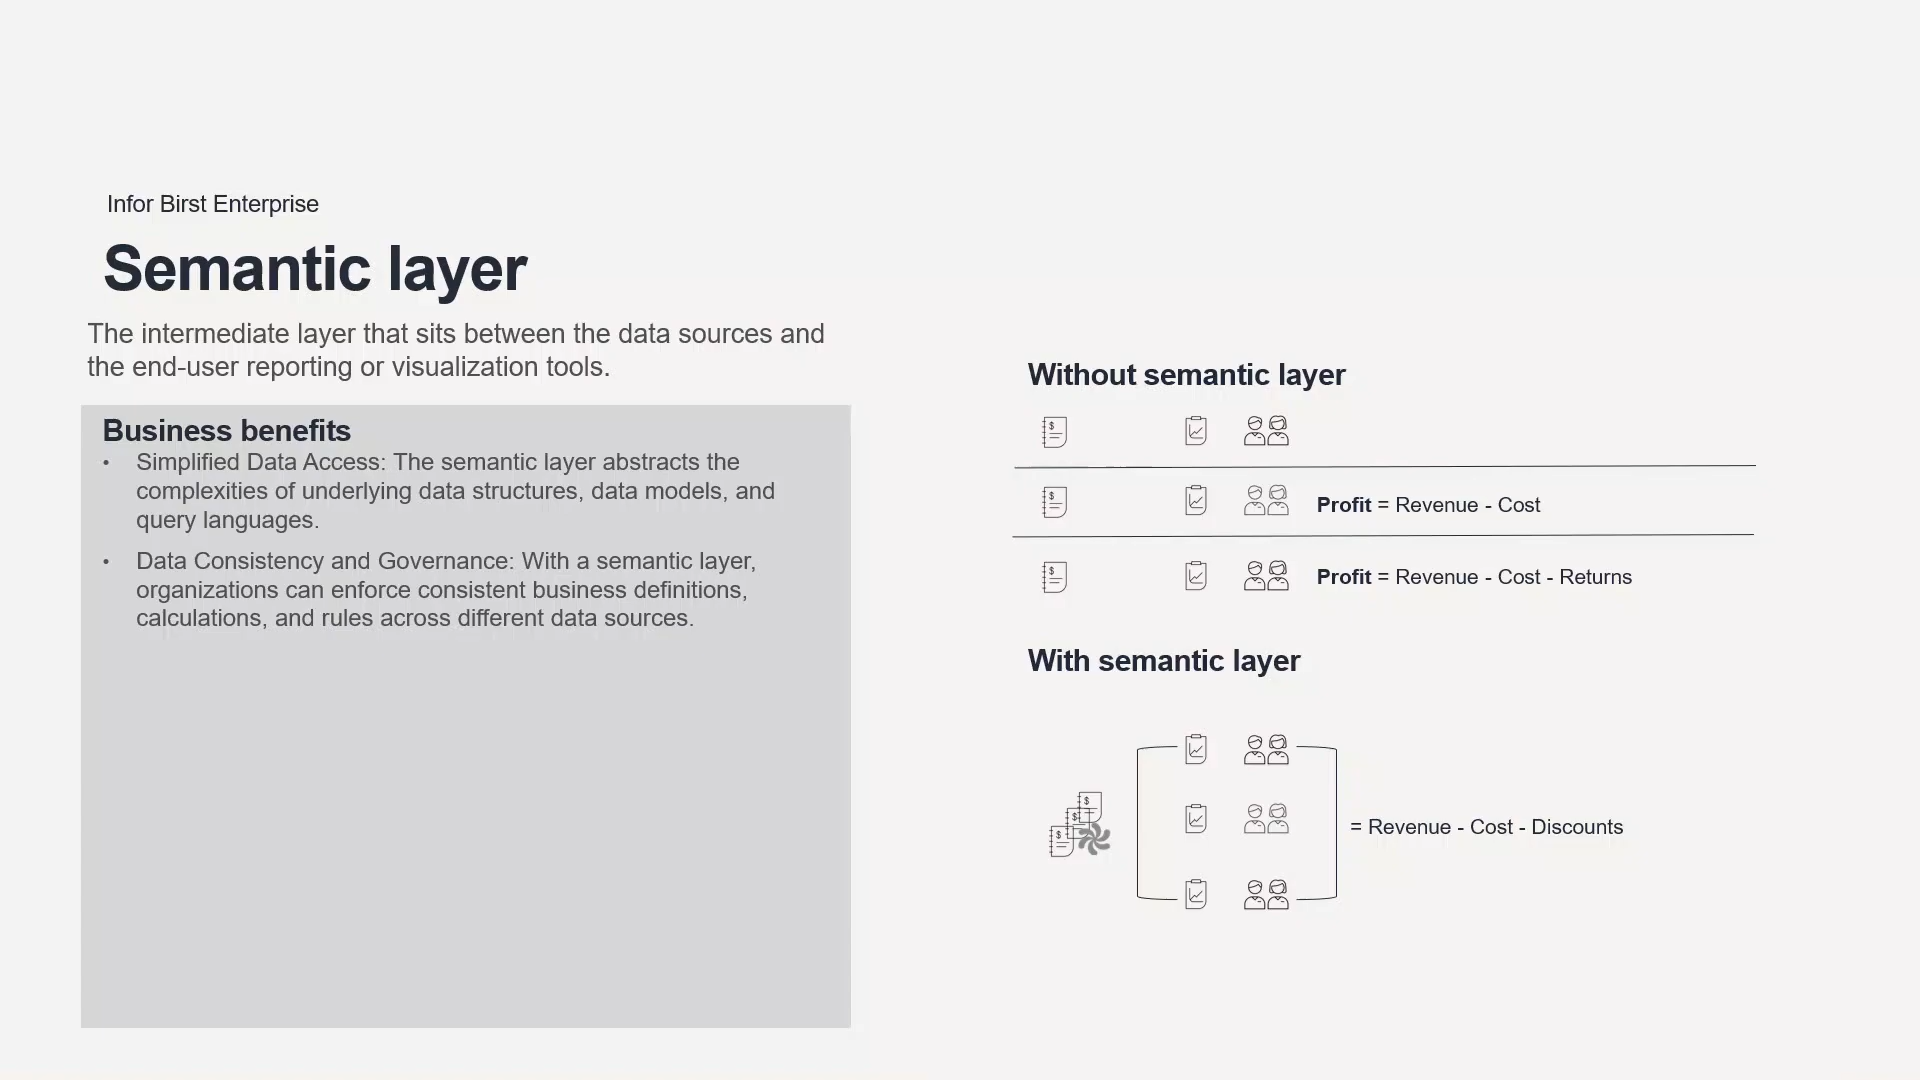 Infor Birst Enterprise
Semantic layer
The intermediate layer that sits between the data sources and
the end-user reporting or visualization tools.
Business benefits
• Simplified Data Access: The semantic layer abstracts the
complexities of underlying data structures, data models, and
query languages.
• Data Consistency and Governance: With a semantic layer,
organizations can enforce consistent business definitions,
calculations, and rules across different data sources.
Without semantic layer
$
$
Profit = Revenue - Cost
$
Profit = Revenue - Cost - Returns
With semantic layer
$
$
$
= Revenue - Cost - Discounts